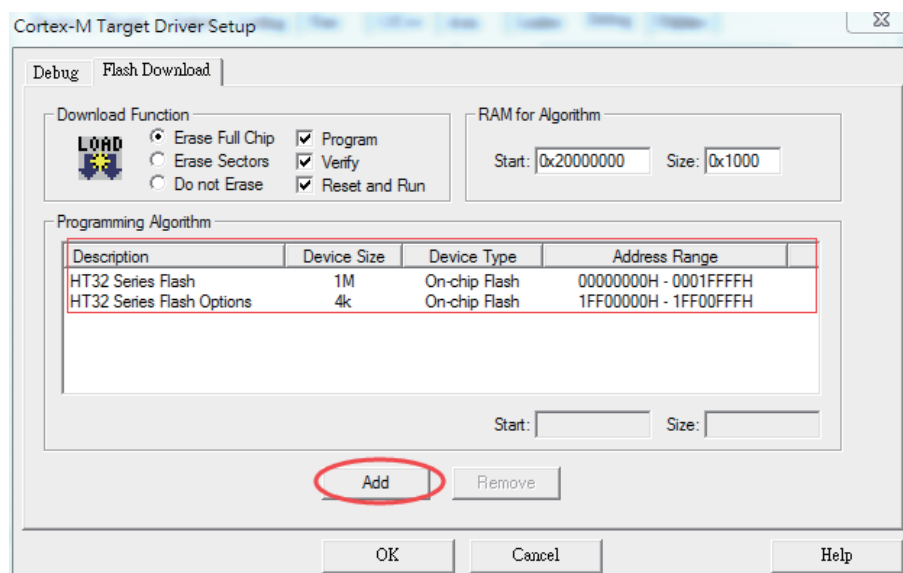 Cortex-M Target Driver Setup
Debug Flash Download
Download Function
LOAD
Erase Full Chip
Erase Sectors
Do not Erase
Program
Verify
Reset and Run
RAM for Algorithm
Start: 0x20000000 Size: 0x1000
Programming Algorithm
Description Device Size Device Type Address Range
HT32 Series Flash 1M On-chip Flash 00000000H - 0001FFFFH
HT32 Series Flash Options 4k On-chip Flash 1FF00000H - 1FF00FFFH
Start: Size:
Add Remove
OK Cancel Help